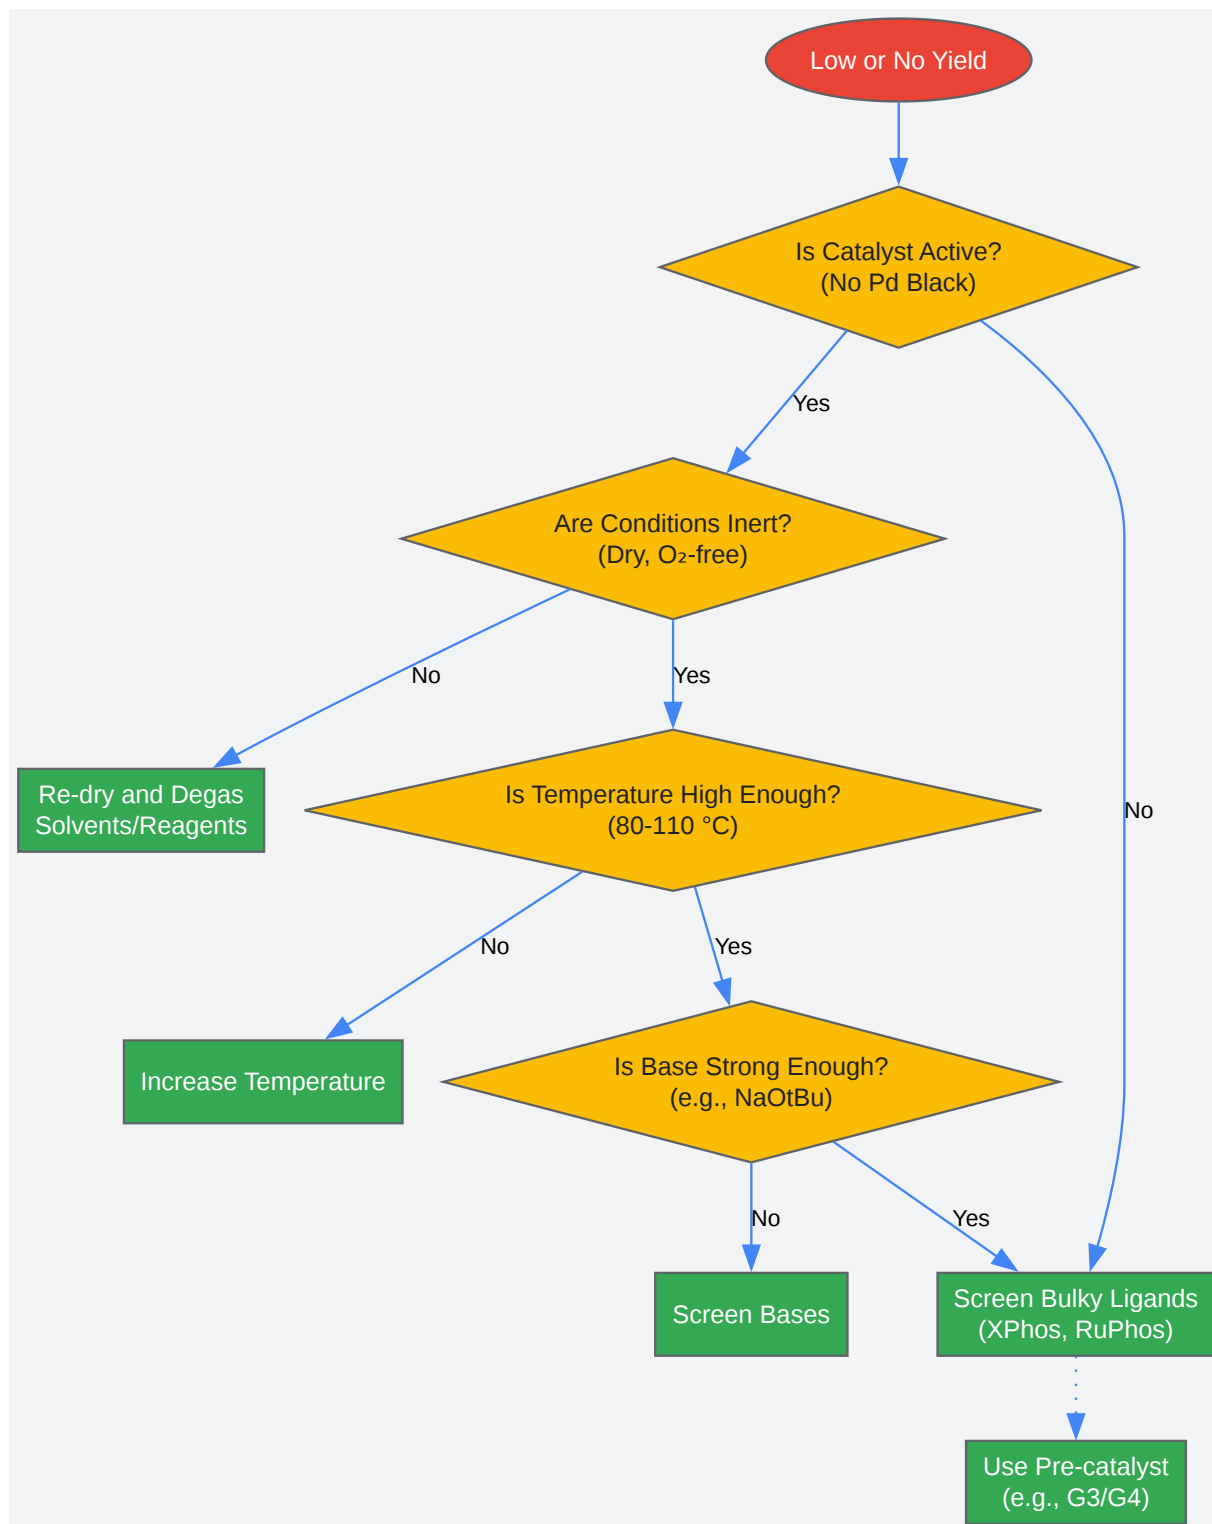 Low or No Yield
Is Catalyst Active?
(No Pd Black)
Yes
Are Conditions Inert?
(Dry, O₂-free)
No
Yes
Re-dry and Degas
Solvents/Reagents
Is Temperature High Enough?
(80-110 °C)
No
No
Yes
Increase Temperature
Is Base Strong Enough?
(e.g., NaOtBu)
No
Yes
Screen Bases
Screen Bulky Ligands
(XPhos, RuPhos)
Use Pre-catalyst
(e.g., G3/G4)